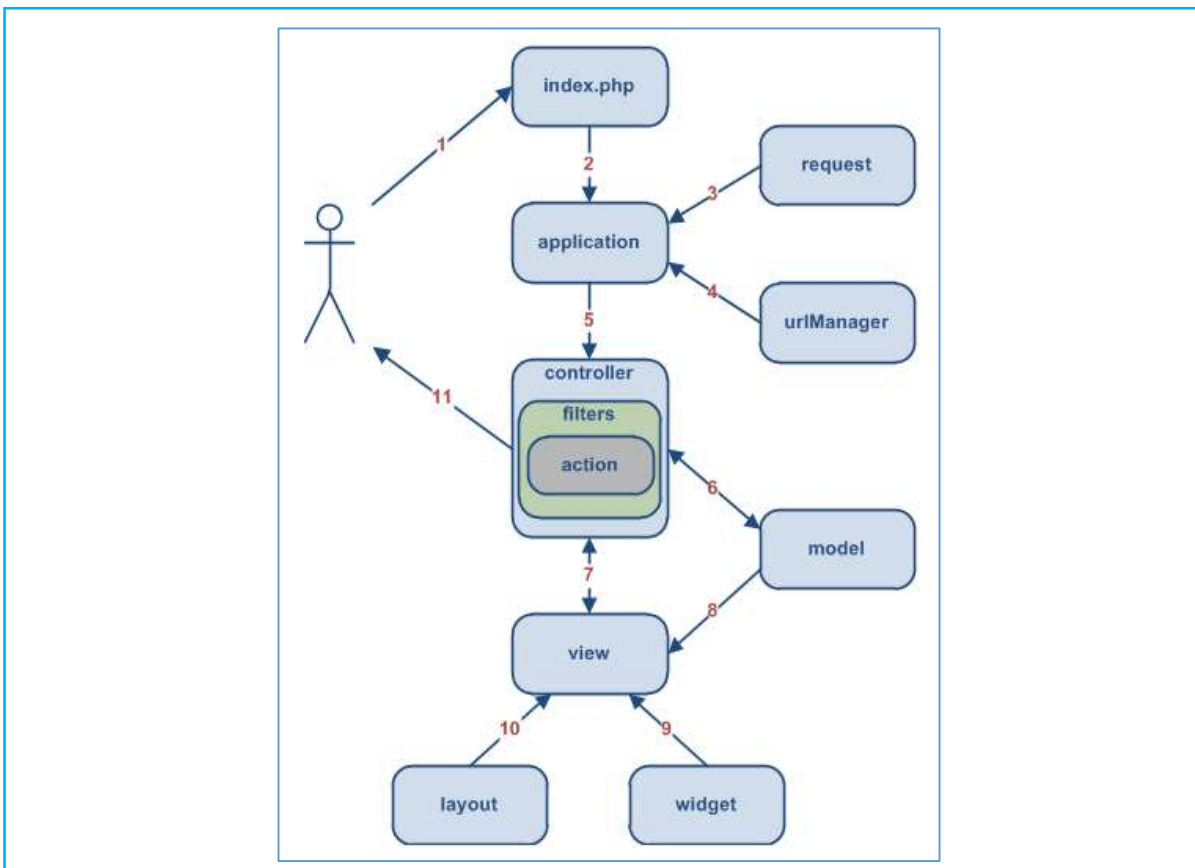 index.php
1
2
request
3
application
4
urlManager
5
controller
filters
11
action
6
model
7
8
view
10
9
layout
widget